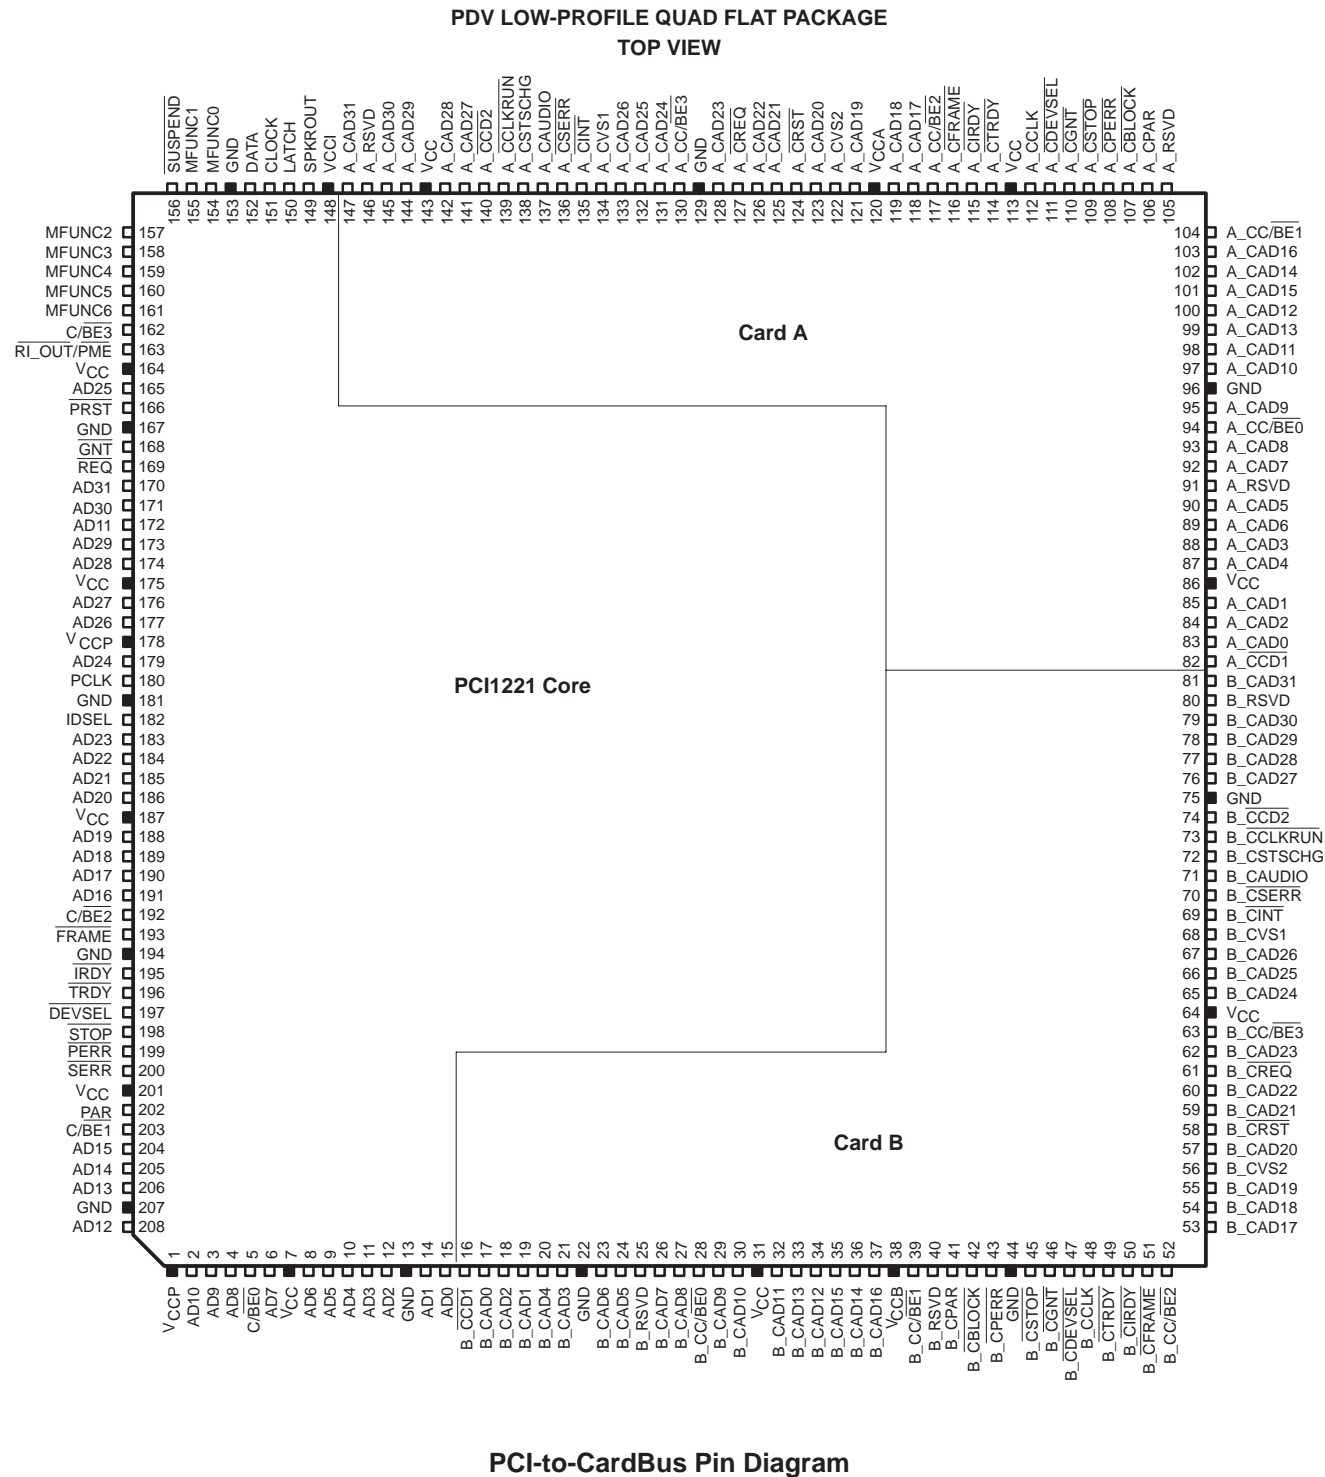 PDV LOW-PROFILE QUAD FLAT PACKAGE
TOP VIEW
SUSPEND 156
MFUNC1 155
MFUNC0 154
GND 153
DATA 152
CLOCK 151
LATCH 150
SPKROUT 149
VCCI 148
A_CAD31 147
A_RSVD 146
A_CAD30 145
A_CAD29 144
VCC 143
A_CAD28 142
A_CAD27 141
A_CCD2 140
A_CCLKRUN 139
A_CSTSCHG 138
A_CAUDIO 137
A_CSERR 136
A_CINT 135
A_CVS1 134
A_CAD26 133
A_CAD25 132
A_CAD24 131
A_CC/BE3 130
GND 129
A_CAD23 128
A_CREQ 127
A_CAD22 126
A_CAD21 125
A_CRST 124
A_CAD20 123
A_CVS2 122
A_CAD19 121
VCCA 120
A_CAD18 119
A_CAD17 118
A_CC/BE2 117
A_CFRAME 116
A_CIRDY 115
A_CTRDY 114
VCC 113
A_CCLK 112
A_CDEVSEL 111
A_CGNT 110
A_CSTOP 109
A_CPERR 108
A_CBLOCK 107
A_CPAR 106
A_RSVD 105
MFUNC2 157
MFUNC3 158
MFUNC4 159
MFUNC5 160
MFUNC6 161
C/BE3 162
RI_OUT/PME 163
VCC 164
AD25 165
PRST 166
GND 167
GNT 168
REQ 169
AD31 170
AD30 171
AD11 172
AD29 173
AD28 174
VCC 175
AD27 176
AD26 177
VCCP 178
AD24 179
PCLK 180
GND 181
IDSEL 182
AD23 183
AD22 184
AD21 185
AD20 186
VCC 187
AD19 188
AD18 189
AD17 190
AD16 191
C/BE2 192
FRAME 193
GND 194
IRDY 195
TRDY 196
DEVSEL 197
STOP 198
PERR 199
SERR 200
VCC 201
PAR 202
C/BE1 203
AD15 204
AD14 205
AD13 206
GND 207
AD12 208
Card A
PCI1221 Core
Card B
104 A_CC/BE1
103 A_CAD16
102 A_CAD14
101 A_CAD15
100 A_CAD12
99 A_CAD13
98 A_CAD11
97 A_CAD10
96 GND
95 A_CAD9
94 A_CC/BE0
93 A_CAD8
92 A_CAD7
91 A_RSVD
90 A_CAD5
89 A_CAD6
88 A_CAD3
87 A_CAD4
86 VCC
85 A_CAD1
84 A_CAD2
83 A_CAD0
82 A_CCD1
81 B_CAD31
80 B_RSVD
79 B_CAD30
78 B_CAD29
77 B_CAD28
76 B_CAD27
75 GND
74 B_CCD2
73 B_CCLKRUN
72 B_CSTSCHG
71 B_CAUDIO
70 B_CSERR
69 B_CINT
68 B_CVS1
67 B_CAD26
66 B_CAD25
65 B_CAD24
64 VCC
63 B_CC/BE3
62 B_CAD23
61 B_CREQ
60 B_CAD22
59 B_CAD21
58 B_CRST
57 B_CAD20
56 B_CVS2
55 B_CAD19
54 B_CAD18
53 B_CAD17
1 VCCP
2 AD10
3 AD9
4 AD8
5 C/BE0
6 AD7
7 VCC
8 AD6
9 AD5
10 AD4
11 AD3
12 AD2
13 GND
14 AD1
15 AD0
16 B_CCD1
17 B_CAD0
18 B_CAD2
19 B_CAD1
20 B_CAD4
21 B_CAD3
22 GND
23 B_CAD6
24 B_CAD5
25 B_RSVD
26 B_CAD7
27 B_CAD8
28 B_CC/BE0
29 B_CAD9
30 B_CAD10
31 VCC
32 B_CAD11
33 B_CAD13
34 B_CAD12
35 B_CAD15
36 B_CAD14
37 B_CAD16
38 VCCB
39 B_CC/BE1
40 B_RSVD
41 B_CPAR
42 B_CBLOCK
43 B_CPERR
44 GND
45 B_CSTOP
46 B_CGNT
47 B_CDEVSEL
48 B_CCLK
49 B_CTRDY
50 B_CIRDY
51 B_CFRAME
52 B_CC/BE2
PCI-to-CardBus Pin Diagram